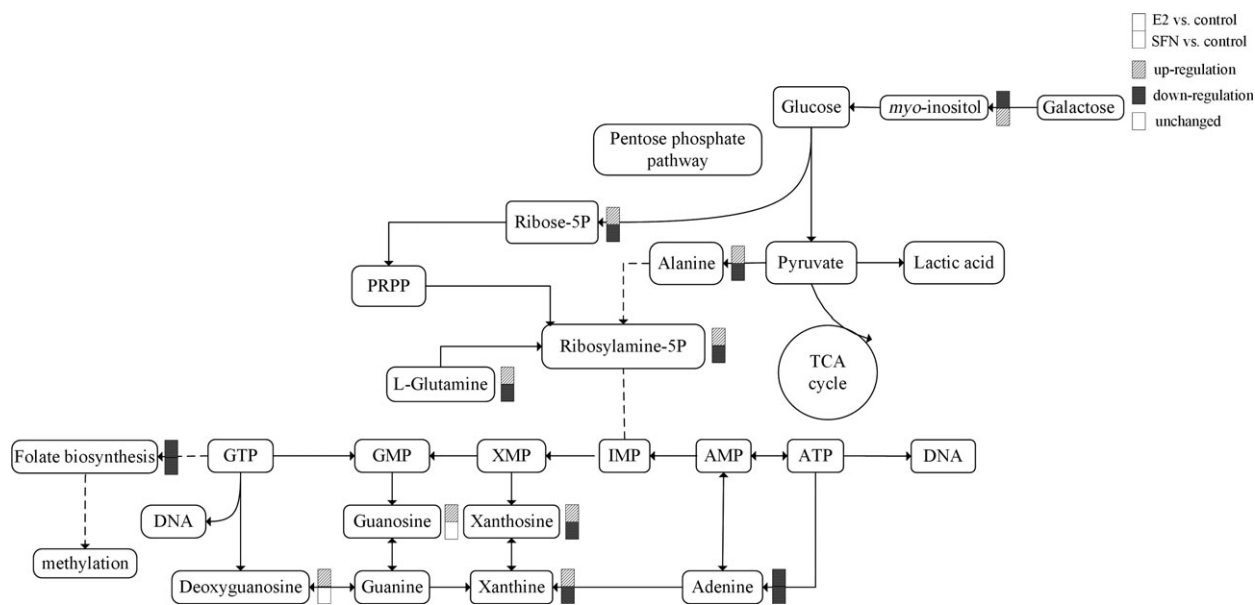 E2 vs. control
SFN vs. control
up-regulation
down-regulation
unchanged
Glucose
myo-inositol
Galactose
Pentose phosphate
pathway
Ribose-5P
Alanine
Pyruvate
Lactic acid
PRPP
Ribosylamine-5P
TCA
cycle
L-Glutamine
Folate biosynthesis
GTP
GMP
XMP
IMP
AMP
ATP
DNA
DNA
Guanosine
Xanthosine
methylation
Deoxyguanosine
Guanine
Xanthine
Adenine